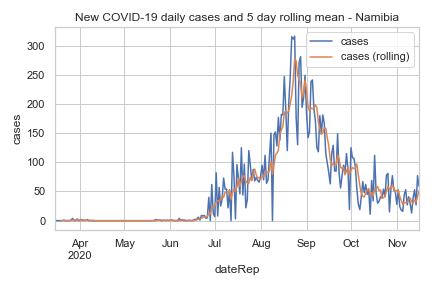 New COVID-19 daily cases and 5 day rolling mean - Namibia
cases
cases (rolling)
cases
300
250
200
150
100
50
0
Apr May Jun Jul Aug Sep Oct Nov
2020
dateRep